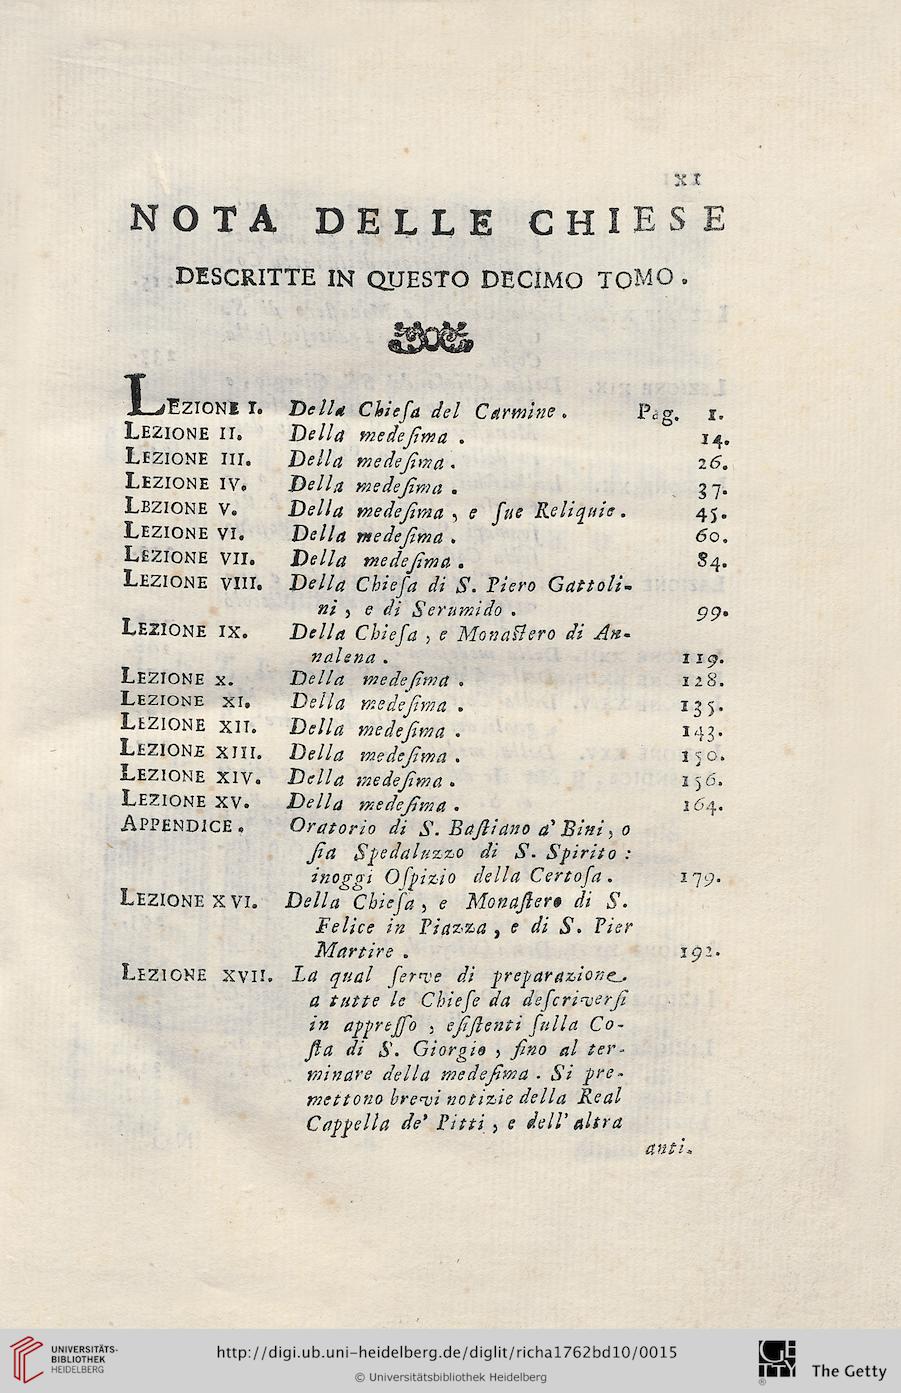 XI
NOTA DELLE CHIESE
DESCRITTE IN QUESTO DECIMO TOMO.
LEZIONE I. Della Chieſa del Carmine. Pag. 1.
LEZIONE II. Della medeſima. 14.
LEZIONE III. Della medeſima. 26.
LEZIONE IV. Della medeſima. 37.
LEZIONE V. Della medeſima, e ſue Reliquie. 45.
LEZIONE VI. Della medeſima. 60.
LEZIONE VII. Della medeſima. 84.
LEZIONE VIII. Della Chieſa di S. Piero Gattoli-
ni, e di Serumido. 99.
LEZIONE IX. Della Chieſa, e Monaſtero di An-
nalena. 119.
LEZIONE X. Della medeſima. 128.
LEZIONE XI. Della medeſima. 135.
LEZIONE XII. Della medeſima. 143.
LEZIONE XIII. Della medeſima. 150.
LEZIONE XIV. Della medeſima. 156.
LEZIONE XV. Della medeſima. 164.
APPENDICE. Oratorio di S. Baſtiano a' Bini, o
ſia Spedaluzzo di S. Spirito:
inoggi Oſpizio della Certoſa. 179.
LEZIONE XVI. Della Chieſa, e Monaſtero di S.
Felice in Piazza, e di S. Pier
Martire. 192.
LEZIONE XVII. La qual ſerve di preparazione
a tutte le Chieſe da deſcriverſi
in appreſſo, eſiſtenti ſulla Co-
ſta di S. Giorgio, ſino al ter-
minare della medeſima. Si pre-
mettono brevi notizie della Real
Cappella de' Pitti, e dell' altra
anti-
UNIVERSITÄTS-
BIBLIOTHEK
HEIDELBERG
http://digi.ub.uni-heidelberg.de/diglit/richa1762bd10/0015
© Universitätsbibliothek Heidelberg
GETTY
®
The Getty